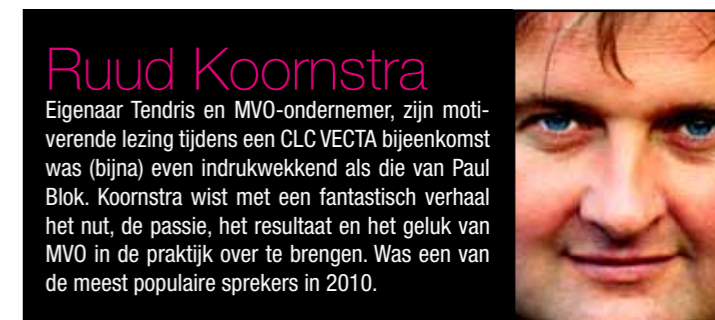 Ruud Koornstra
Eigenaar Tendris en MVO-ondernemer, zijn moti-
verende lezing tijdens een CLC VECTA bijeenkomst
was (bijna) even indrukwekkend als die van Paul
Blok. Koornstra wist met een fantastisch verhaal
het nut, de passie, het resultaat en het geluk van
MVO in de praktijk over te brengen. Was een van
de meest populaire sprekers in 2010.